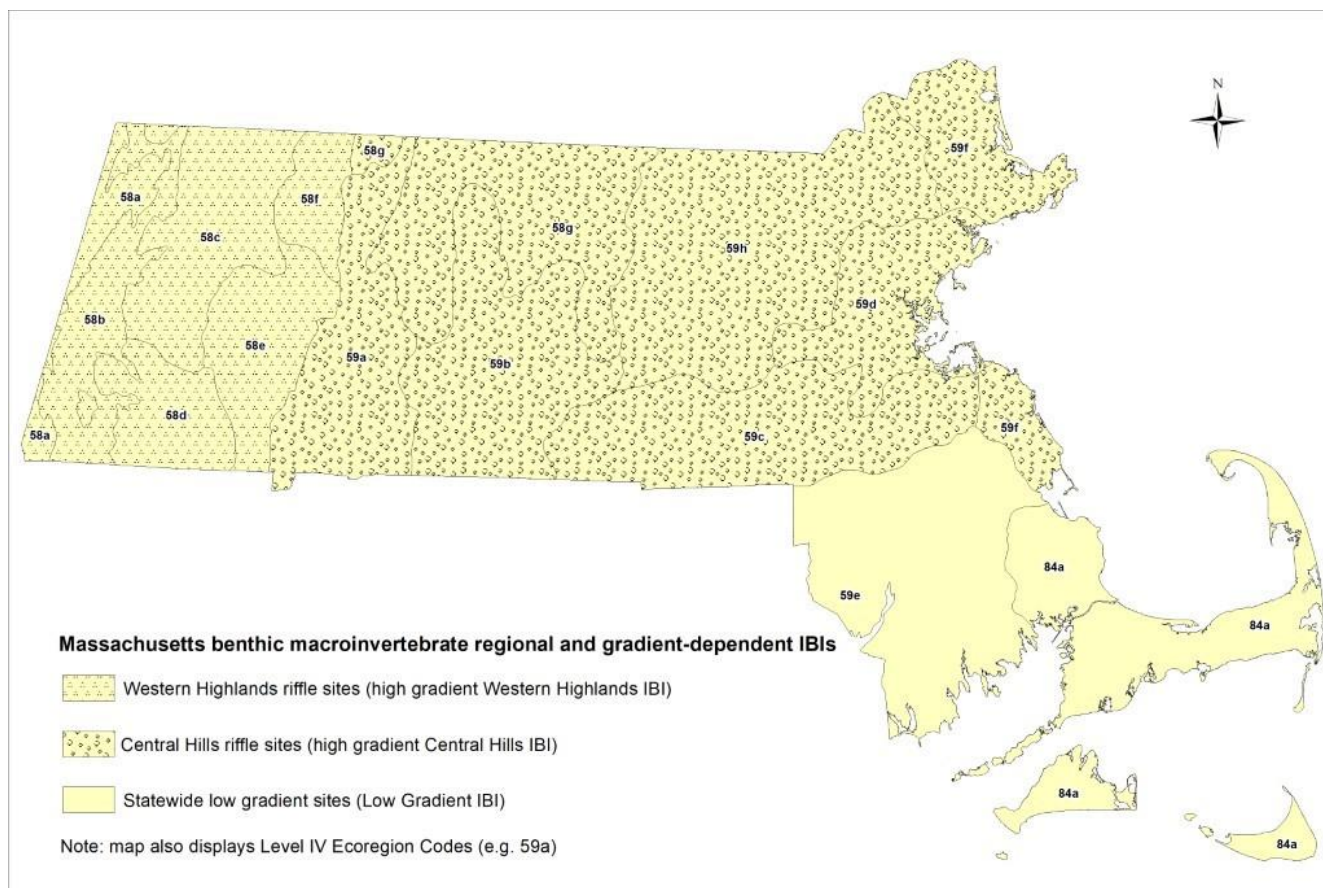 N
58g
59f
58a
58f
58c
58g
59h
59d
58b
58e
59a
59b
58d
58a
59c
59f
84a
59e
84a
Massachusetts benthic macroinvertebrate regional and gradient-dependent IBIs
Western Highlands riffle sites (high gradient Western Highlands IBI)
Central Hills riffle sites (high gradient Central Hills IBI)
Statewide low gradient sites (Low Gradient IBI)
84a
Note: map also displays Level IV Ecoregion Codes (e.g. 59a)
84a